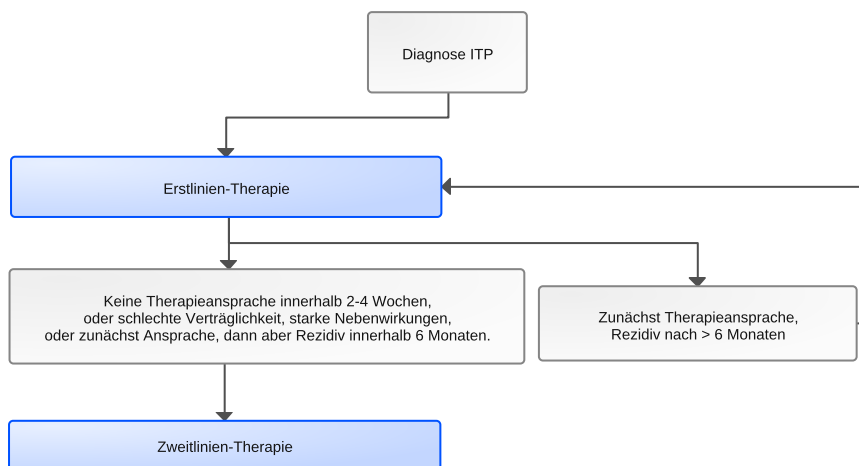 Diagnose ITP
Erstlinien-Therapie
Keine Therapieansprache innerhalb 2-4 Wochen,
oder schlechte Verträglichkeit, starke Nebenwirkungen,
oder zunächst Ansprache, dann aber Rezidiv innerhalb 6 Monaten.
Zunächst Therapieansprache,
Rezidiv nach > 6 Monaten
Zweitlinien-Therapie